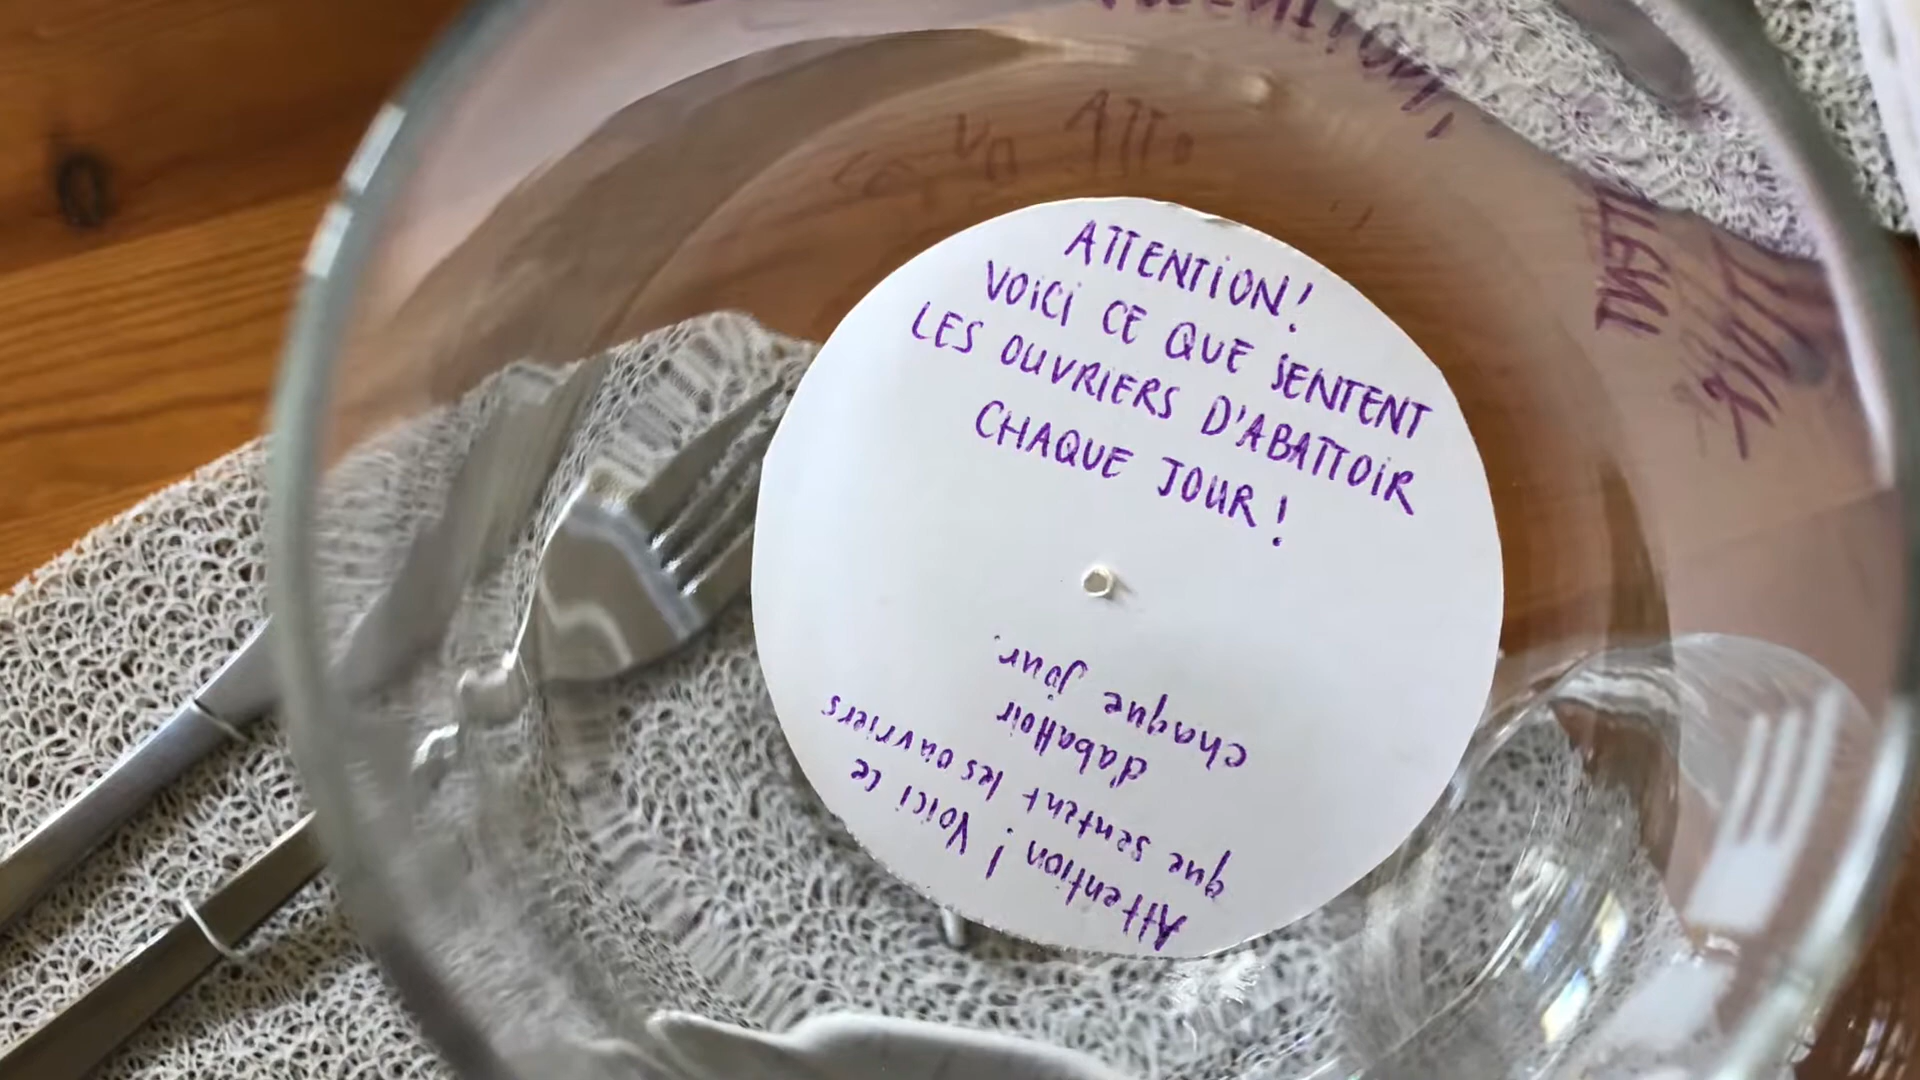 ATTENTION!
VOICI CE QUE SENTENT
LES OUVRIERS D'ABATTOIR
CHAQUE JOUR!
Attention! Voici ce
que sentent les ouvriers
d'abattoir
chaque jour.